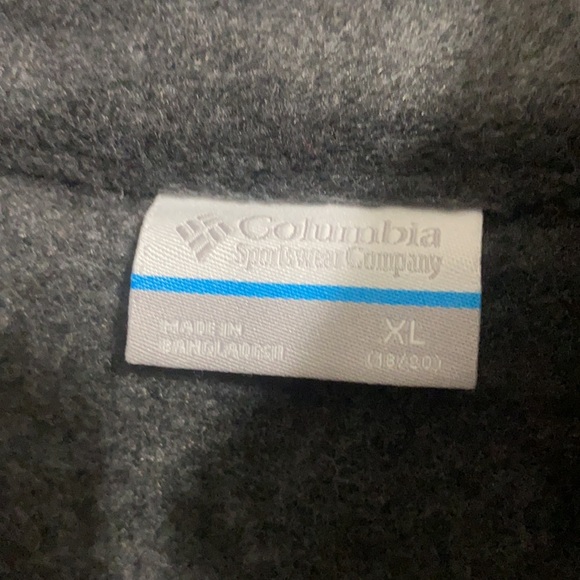 Columbia
Sportswear Company
MADE IN XL
BANGLADESH (18/20)